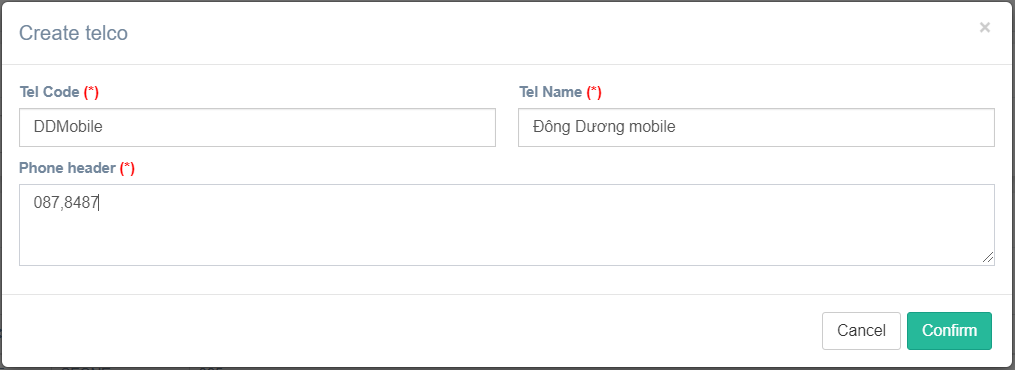 Create telco ×
Tel Code (*) Tel Name (*)
DDMobile Đông Dương mobile
Phone header (*)
087,8487
Cancel Confirm